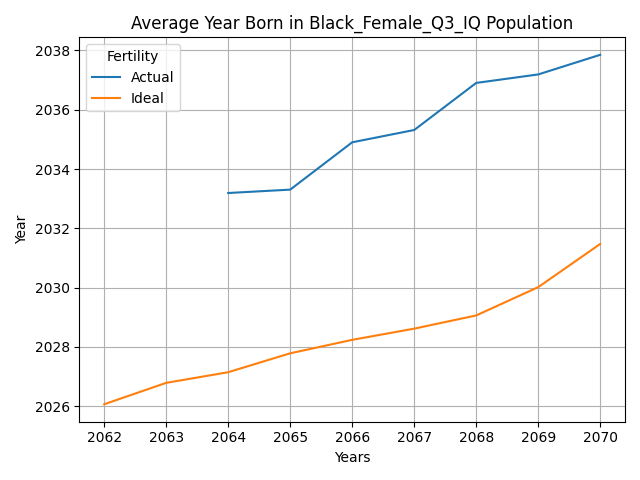 Average Year Born in Black_Female_Q3_IQ Population
Fertility
Actual
Ideal
Year
2038
2036
2034
2032
2030
2028
2026
2062 2063 2064 2065 2066 2067 2068 2069 2070
Years